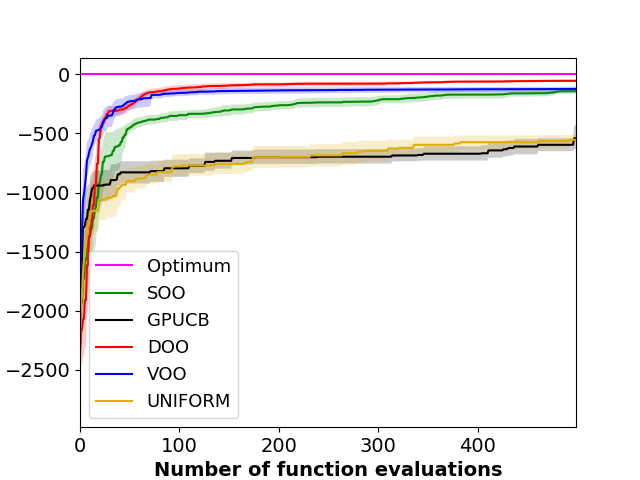 0
−500
−1000
−1500
−2000
−2500
Optimum
SOO
GPUCB
DOO
VOO
UNIFORM
0 100 200 300 400
Number of function evaluations